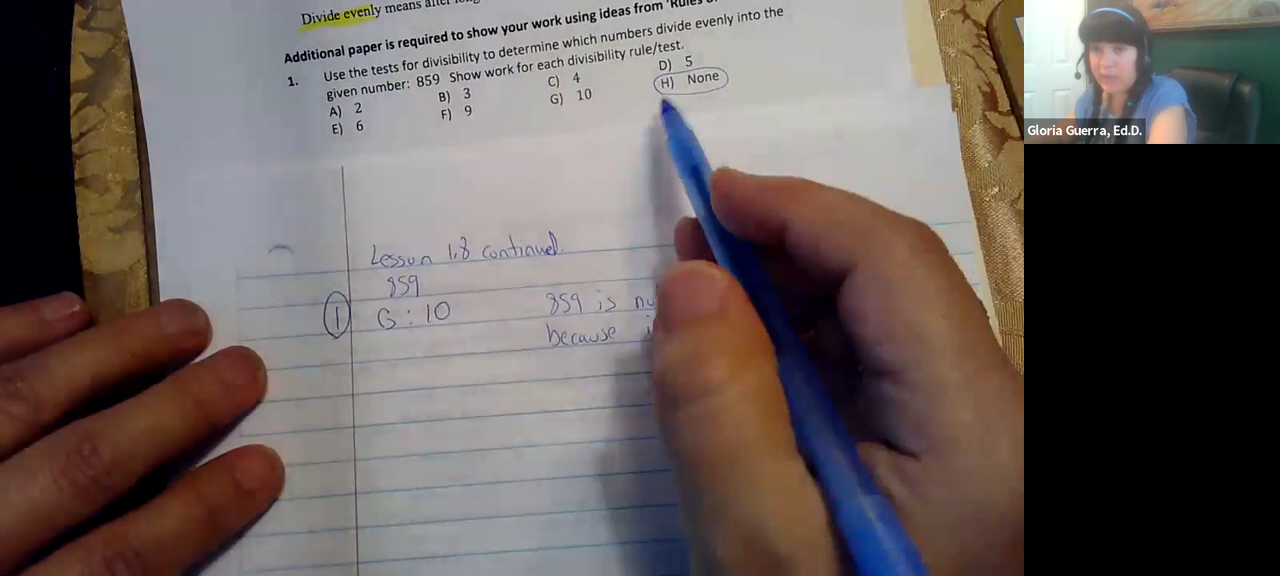 Divide evenly means after
Additional paper is required to show your work using ideas from 'Rules
1. Use the tests for divisibility to determine which numbers divide evenly into the
given number: 859 Show work for each divisibility rule/test.
A) 2 B) 3 C) 4 D) 5
E) 6 F) 9 G) 10 H) None
Lesson 1.8 continued.
859
1 G : 10 859 is
because
Gloria Guerra, Ed.D.